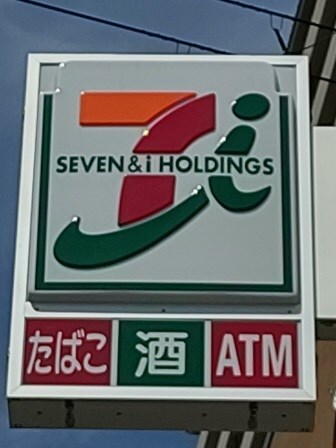 SEVEN & i HOLDINGS
たばこ 酒 ATM